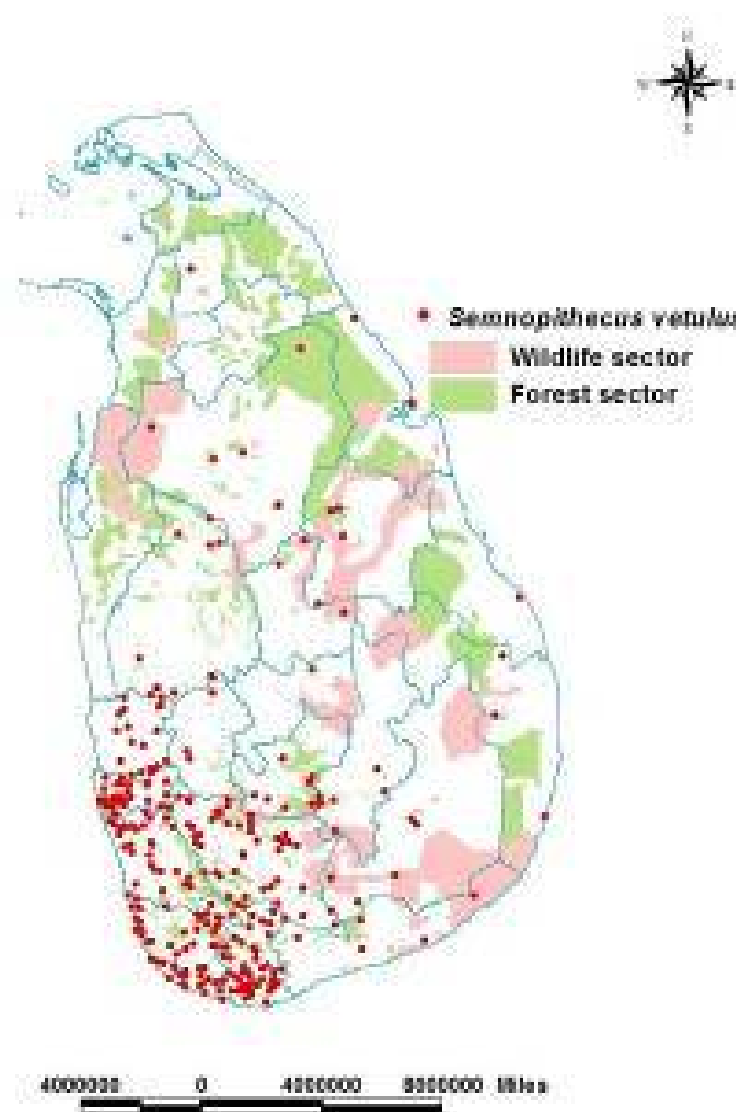 N
W E
S
Semnopithecus vetulus
Wildlife sector
Forest sector
4000000 0 4000000 8000000 Miles